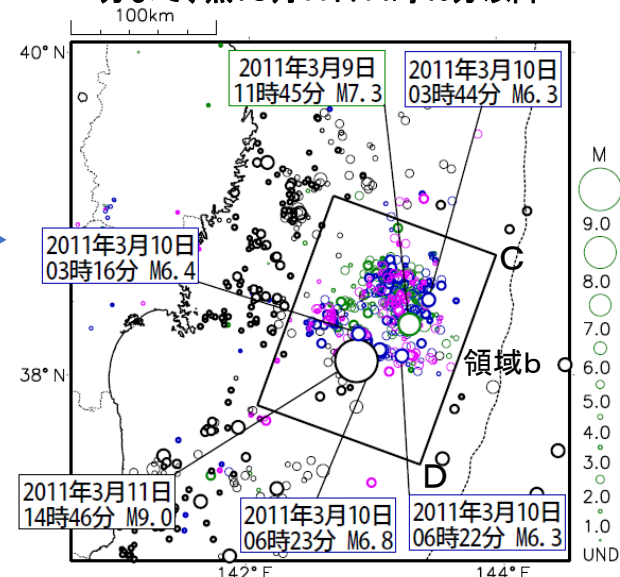 100km
40°N
2011年3月9日
11時45分 M7.3
2011年3月10日
03時44分 M6.3
M
9.0
8.0
7.0
6.0
5.0
4.0
3.0
2.0
1.0
UND
C
2011年3月10日
03時16分 M6.4
領域b
38°N
D
2011年3月11日
14時46分 M9.0
2011年3月10日
06時23分 M6.8
2011年3月10日
06時22分 M6.3
142°E
144°E